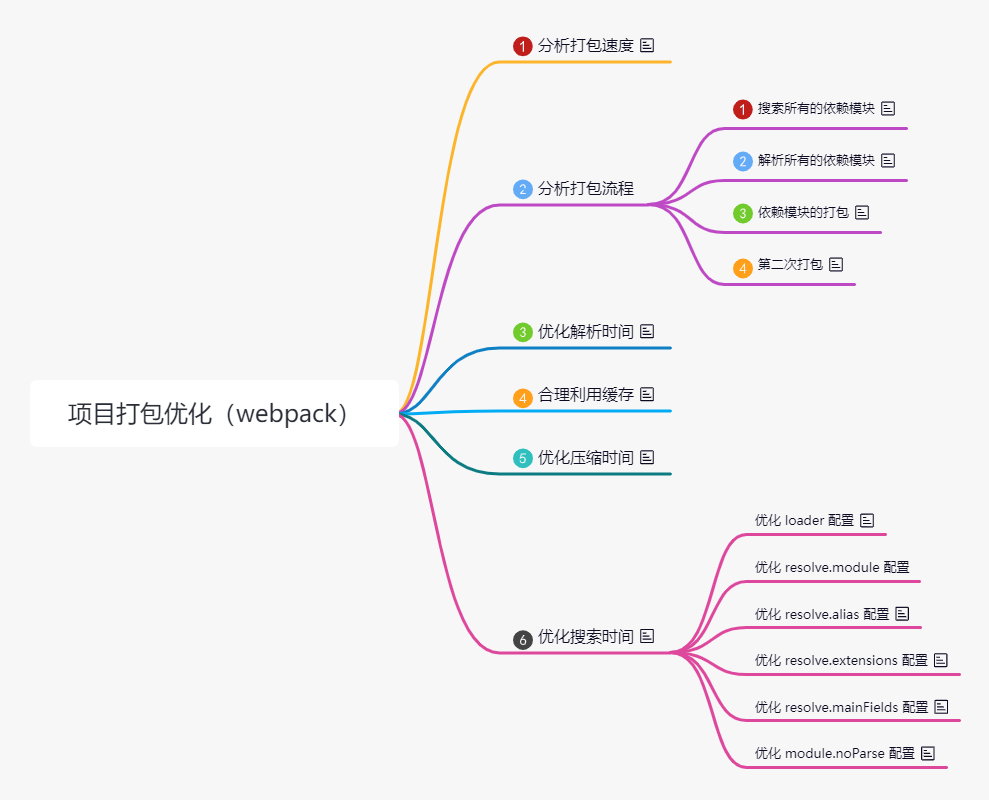 项目打包优化（webpack）
1 分析打包速度
2 分析打包流程
1 搜索所有的依赖模块
2 解析所有的依赖模块
3 依赖模块的打包
4 第二次打包
3 优化解析时间
4 合理利用缓存
5 优化压缩时间
6 优化搜索时间
优化 loader 配置
优化 resolve.module 配置
优化 resolve.alias 配置
优化 resolve.extensions 配置
优化 resolve.mainFields 配置
优化 module.noParse 配置